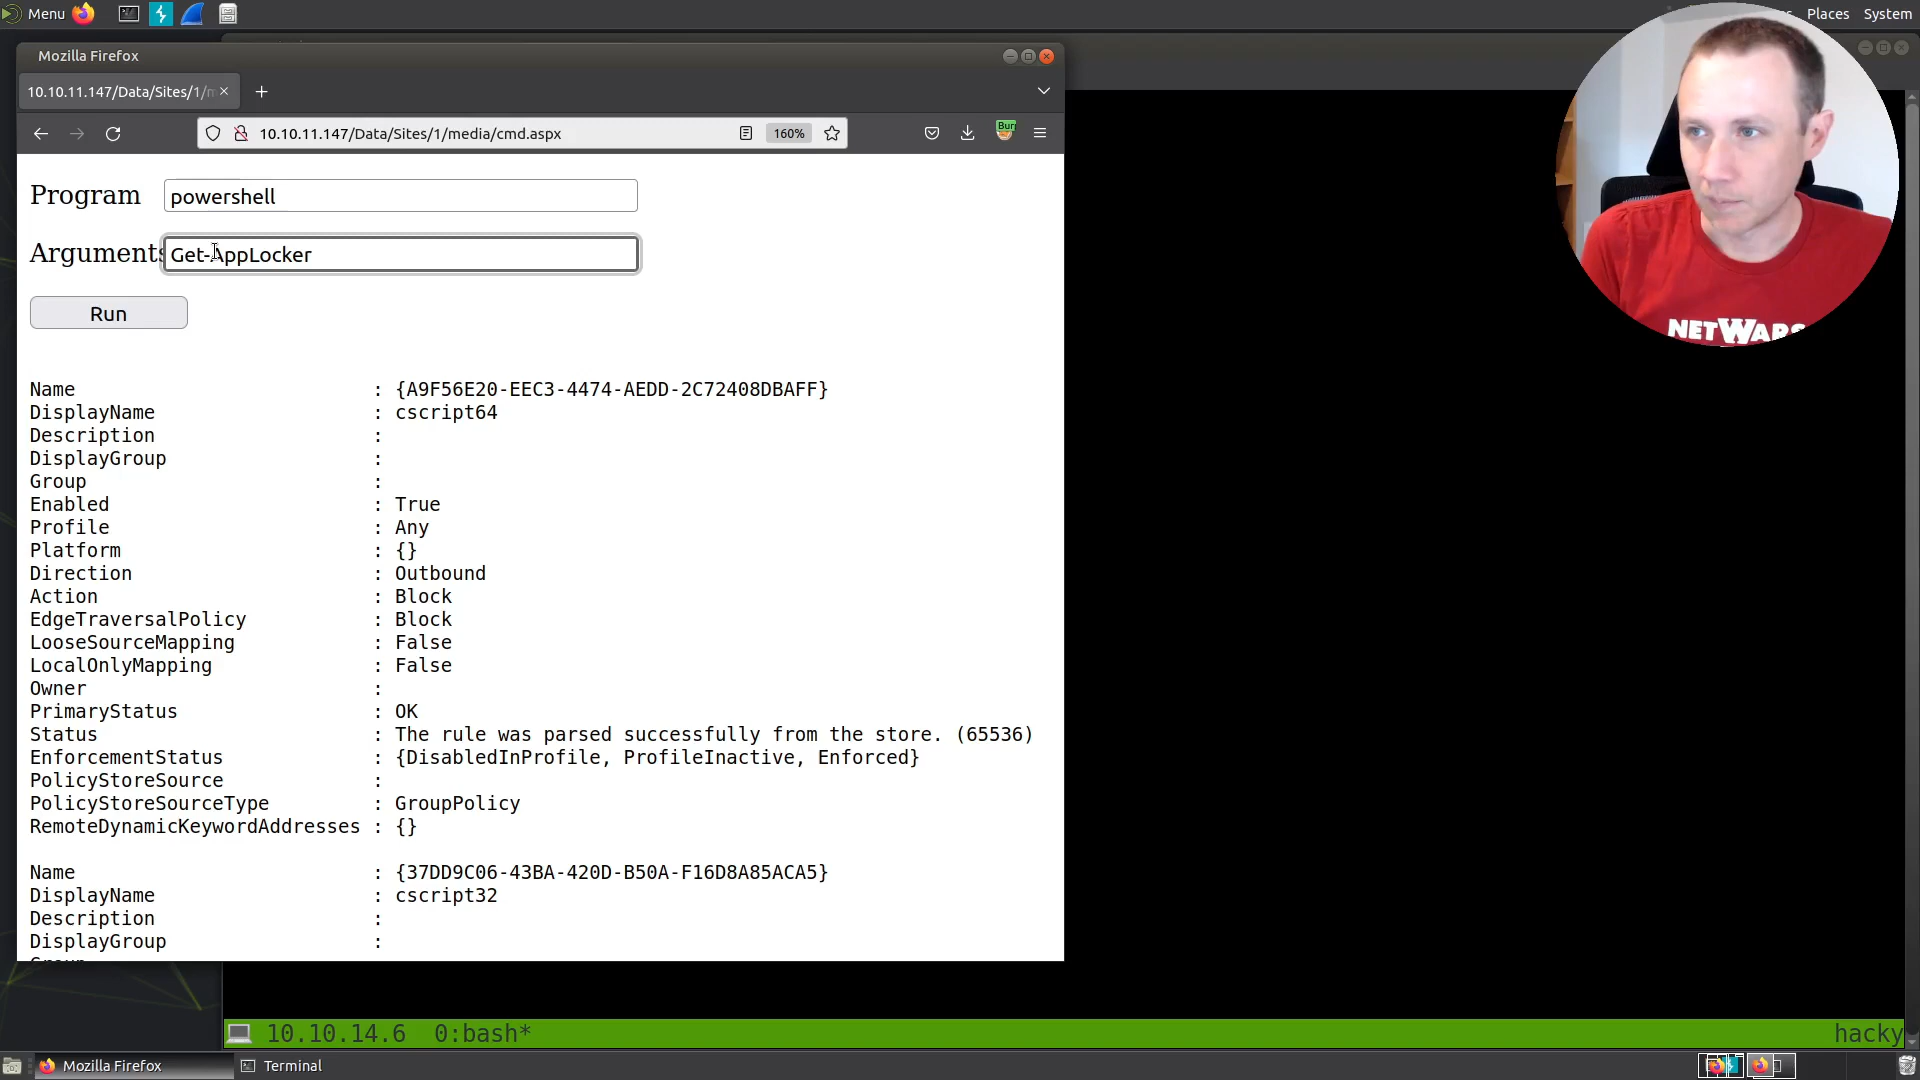 Menu
Places System
Mozilla Firefox
10.10.11.147/Data/Sites/1/m
10.10.11.147/Data/Sites/1/media/cmd.aspx
160%
Bur
Program powershell
Arguments Get-AppLocker
Run
Name : {A9F56E20-EEC3-4474-AEDD-2C72408DBAFF}
DisplayName : cscript64
Description :
DisplayGroup :
Group :
Enabled : True
Profile : Any
Platform : {}
Direction : Outbound
Action : Block
EdgeTraversalPolicy : Block
LooseSourceMapping : False
LocalOnlyMapping : False
Owner :
PrimaryStatus : OK
Status : The rule was parsed successfully from the store. (65536)
EnforcementStatus : {DisabledInProfile, ProfileInactive, Enforced}
PolicyStoreSource :
PolicyStoreSourceType : GroupPolicy
RemoteDynamicKeywordAddresses : {}
Name : {37DD9C06-43BA-420D-B50A-F16D8A85ACA5}
DisplayName : cscript32
Description :
DisplayGroup :
NETWARS
10.10.14.6 0:bash*
hacky
Mozilla Firefox
Terminal